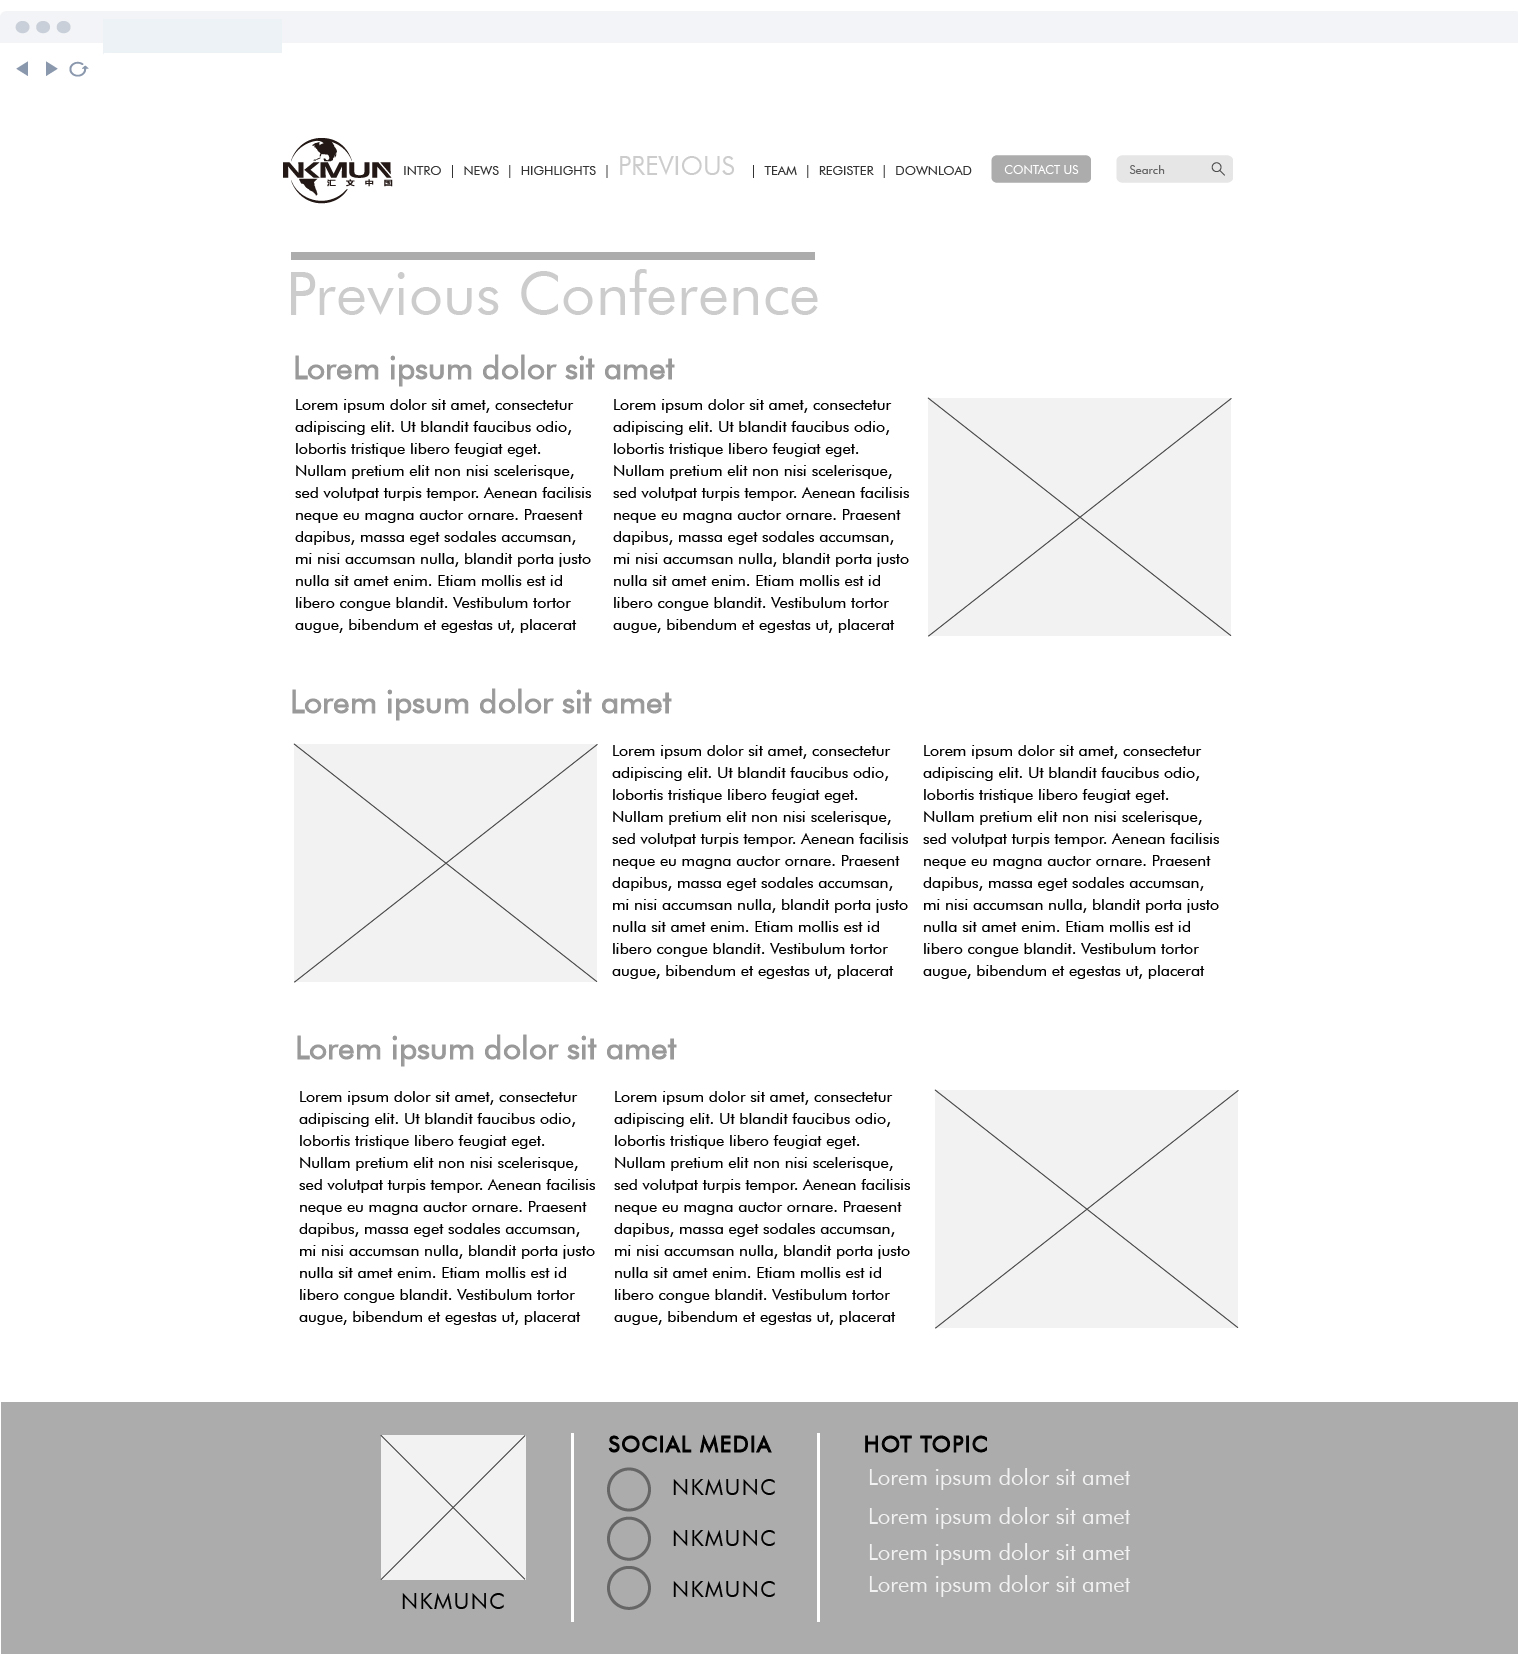 NKMUN
汇文中国
INTRO | NEWS | HIGHLIGHTS | PREVIOUS | TEAM | REGISTER | DOWNLOAD
CONTACT US
Search
Previous Conference
Lorem ipsum dolor sit amet
Lorem ipsum dolor sit amet, consectetur
adipiscing elit. Ut blandit faucibus odio,
lobortis tristique libero feugiat eget.
Nullam pretium elit non nisi scelerisque,
sed volutpat turpis tempor. Aenean facilisis
neque eu magna auctor ornare. Praesent
dapibus, massa eget sodales accumsan,
mi nisi accumsan nulla, blandit porta justo
nulla sit amet enim. Etiam mollis est id
libero congue blandit. Vestibulum tortor
augue, bibendum et egestas ut, placerat
Lorem ipsum dolor sit amet, consectetur
adipiscing elit. Ut blandit faucibus odio,
lobortis tristique libero feugiat eget.
Nullam pretium elit non nisi scelerisque,
sed volutpat turpis tempor. Aenean facilisis
neque eu magna auctor ornare. Praesent
dapibus, massa eget sodales accumsan,
mi nisi accumsan nulla, blandit porta justo
nulla sit amet enim. Etiam mollis est id
libero congue blandit. Vestibulum tortor
augue, bibendum et egestas ut, placerat
Lorem ipsum dolor sit amet
Lorem ipsum dolor sit amet, consectetur
adipiscing elit. Ut blandit faucibus odio,
lobortis tristique libero feugiat eget.
Nullam pretium elit non nisi scelerisque,
sed volutpat turpis tempor. Aenean facilisis
neque eu magna auctor ornare. Praesent
dapibus, massa eget sodales accumsan,
mi nisi accumsan nulla, blandit porta justo
nulla sit amet enim. Etiam mollis est id
libero congue blandit. Vestibulum tortor
augue, bibendum et egestas ut, placerat
Lorem ipsum dolor sit amet, consectetur
adipiscing elit. Ut blandit faucibus odio,
lobortis tristique libero feugiat eget.
Nullam pretium elit non nisi scelerisque,
sed volutpat turpis tempor. Aenean facilisis
neque eu magna auctor ornare. Praesent
dapibus, massa eget sodales accumsan,
mi nisi accumsan nulla, blandit porta justo
nulla sit amet enim. Etiam mollis est id
libero congue blandit. Vestibulum tortor
augue, bibendum et egestas ut, placerat
Lorem ipsum dolor sit amet
Lorem ipsum dolor sit amet, consectetur
adipiscing elit. Ut blandit faucibus odio,
lobortis tristique libero feugiat eget.
Nullam pretium elit non nisi scelerisque,
sed volutpat turpis tempor. Aenean facilisis
neque eu magna auctor ornare. Praesent
dapibus, massa eget sodales accumsan,
mi nisi accumsan nulla, blandit porta justo
nulla sit amet enim. Etiam mollis est id
libero congue blandit. Vestibulum tortor
augue, bibendum et egestas ut, placerat
Lorem ipsum dolor sit amet, consectetur
adipiscing elit. Ut blandit faucibus odio,
lobortis tristique libero feugiat eget.
Nullam pretium elit non nisi scelerisque,
sed volutpat turpis tempor. Aenean facilisis
neque eu magna auctor ornare. Praesent
dapibus, massa eget sodales accumsan,
mi nisi accumsan nulla, blandit porta justo
nulla sit amet enim. Etiam mollis est id
libero congue blandit. Vestibulum tortor
augue, bibendum et egestas ut, placerat
NKMUNC
SOCIAL MEDIA
NKMUNC
NKMUNC
NKMUNC
HOT TOPIC
Lorem ipsum dolor sit amet
Lorem ipsum dolor sit amet
Lorem ipsum dolor sit amet
Lorem ipsum dolor sit amet